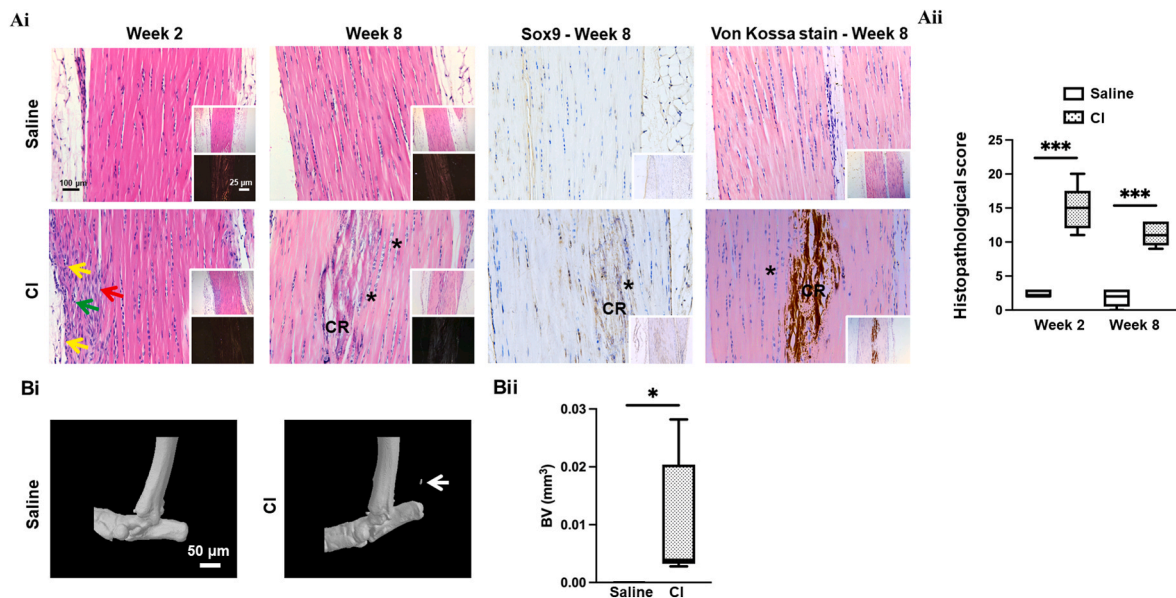 Ai
Week 2
Week 8
Sox9 - Week 8
Von Kossa stain - Week 8
Saline
100 μm
25 μm
CI
*
*
CR
*
CR
*
CR
Aii
Saline
CI
Histopathological score
25
20
15
10
5
0
***
***
Week 2
Week 8
Bi
Saline
50 μm
CI
Bii
BV (mm³)
0.03
0.02
0.01
0.00
*
Saline
CI